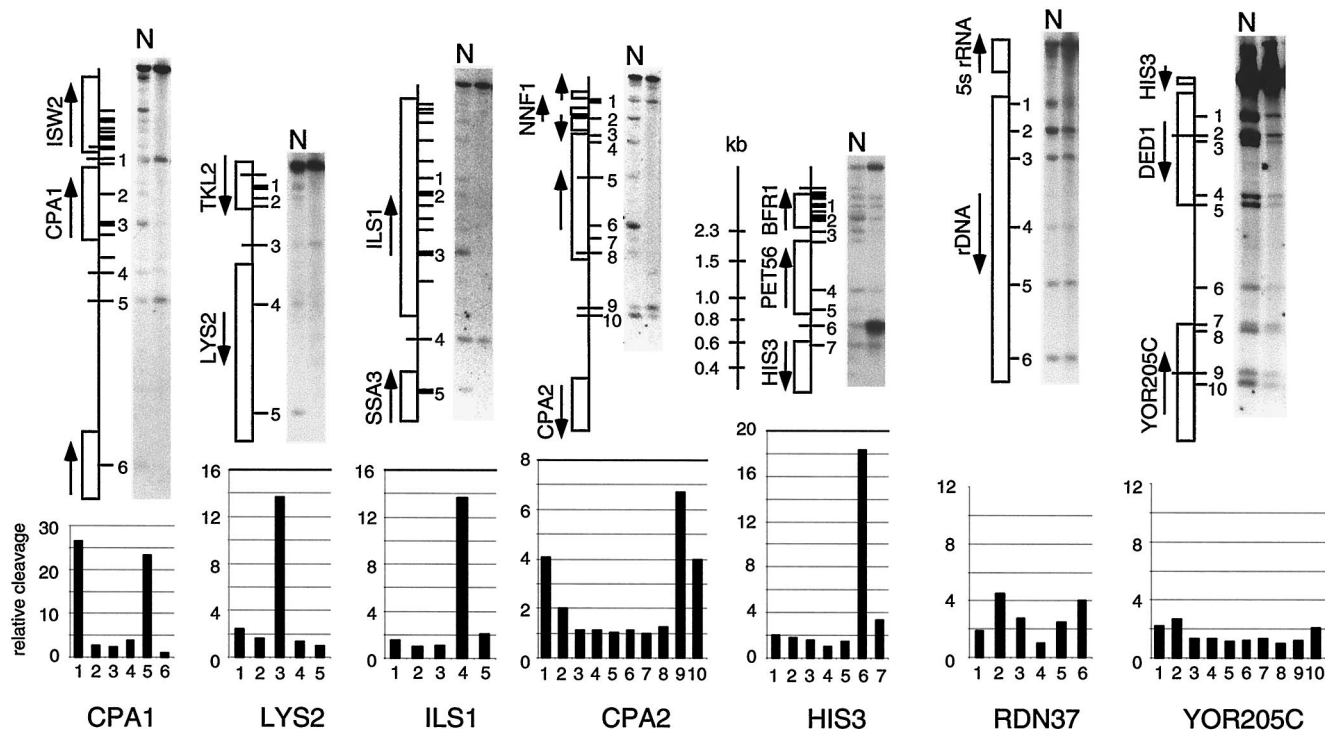 N
ISW2
CPA1
1
2
3
4
5
6
N
TKL2
LYS2
1
2
3
4
5
N
ILS1
SSA3
1
2
3
4
5
N
NNF1
CPA2
1
2
3
4
5
6
7
8
9
10
kb
2.3
1.5
1.0
0.8
0.6
0.4
N
BFR1
PET56
HIS3
1
2
3
4
5
6
7
N
5s rRNA
rDNA
1
2
3
4
5
6
N
HIS3
DED1
YOR205C
1
2
3
4
5
6
7
8
9
10
relative cleavage
30
20
10
0
1 2 3 4 5 6
CPA1
16
12
8
4
0
1 2 3 4 5
LYS2
16
12
8
4
0
1 2 3 4 5
ILS1
8
6
4
2
0
1 2 3 4 5 6 7 8 9 10
CPA2
20
16
12
8
4
0
1 2 3 4 5 6 7
HIS3
12
8
4
0
1 2 3 4 5 6
RDN37
12
8
4
0
1 2 3 4 5 6 7 8 9 10
YOR205C